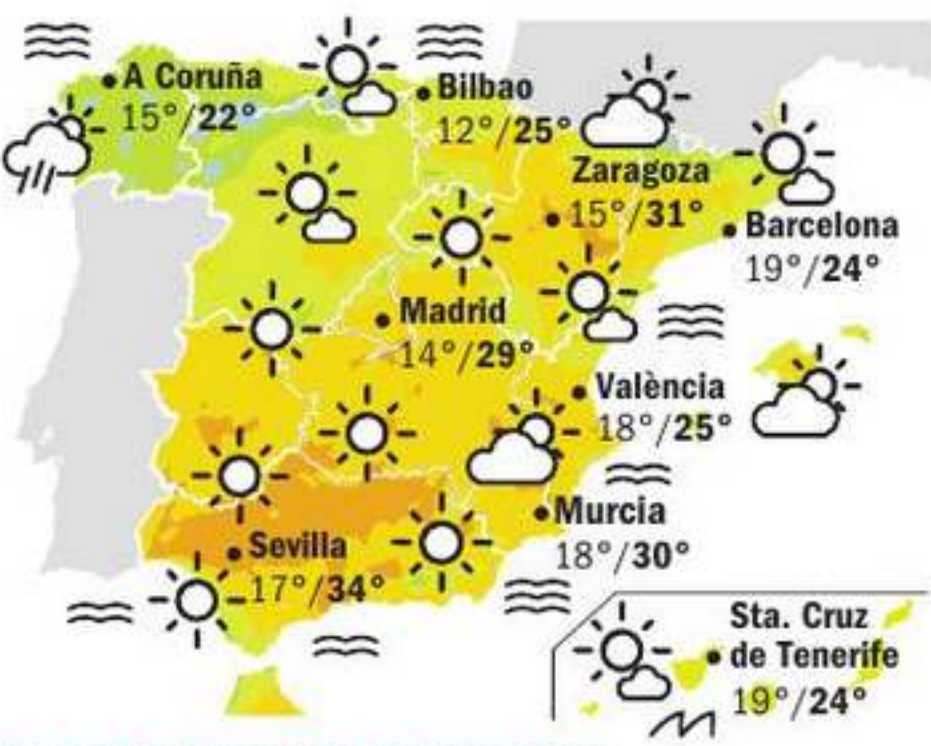 A Coruña
15°/22°
Bilbao
12°/25°
Zaragoza
15°/31°
Barcelona
19°/24°
Madrid
14°/29°
València
18°/25°
Murcia
18°/30°
Sevilla
17°/34°
Sta. Cruz
de Tenerife
19°/24°